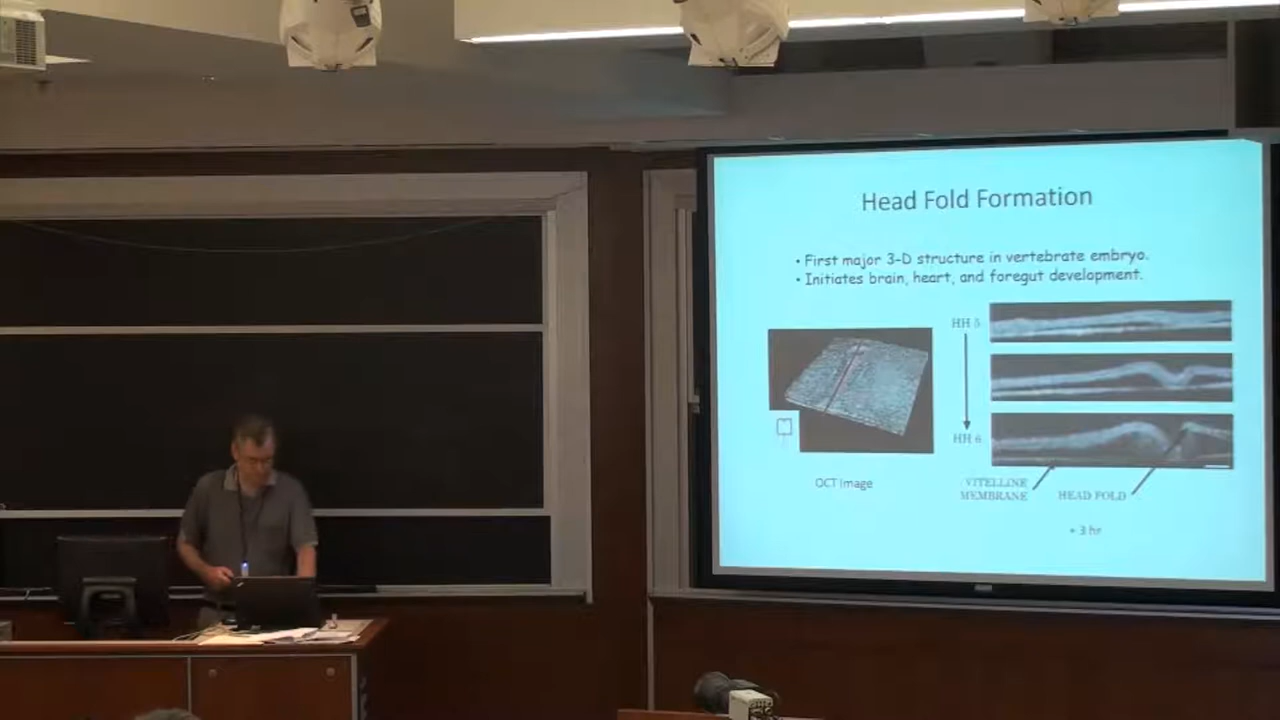 Head Fold Formation
• First major 3-D structure in vertebrate embryo.
• Initiates brain, heart, and foregut development.
HH 5
HH 6
OCT Image
VITELLINE
MEMBRANE
HEAD FOLD
~ 3 hr